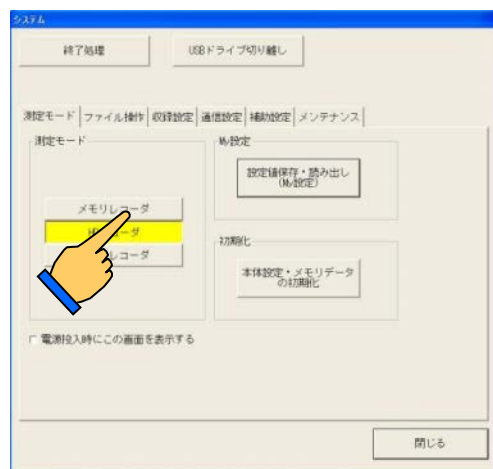 システム
終了処理
USBドライブ切り離し
測定モード
ファイル操作
収録設定
通信設定
補助設定
メンテナンス
測定モード
My設定
設定値保存・読み出し
(My設定)
メモリレコーダ
コーダ
レコーダ
初期化
本体設定・メモリデータ
の初期化
電源投入時にこの画面を表示する
閉じる